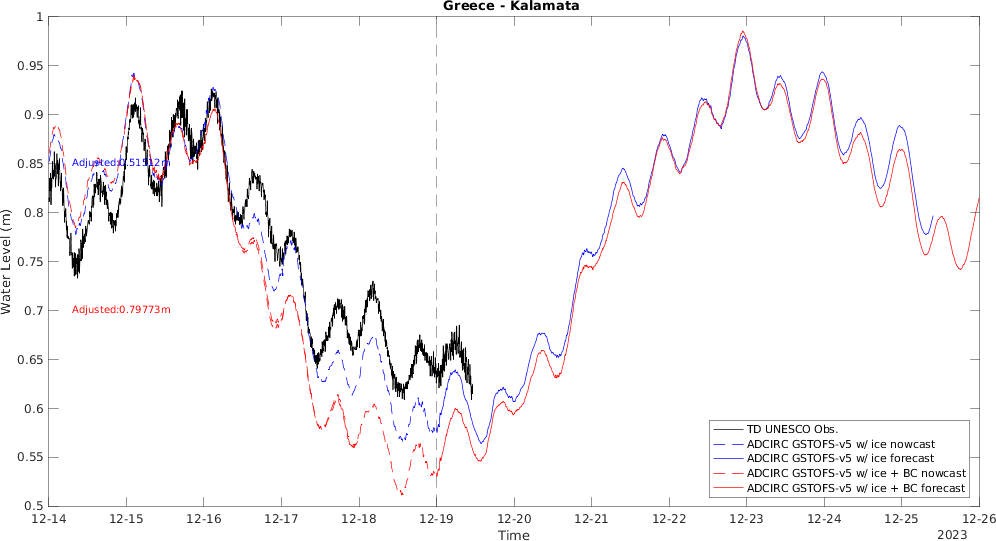 Greece - Kalamata
Water Level (m)
1
0.95
0.9
0.85
0.8
0.75
0.7
0.65
0.6
0.55
0.5
Adjusted:0.51512m
Adjusted:0.79773m
TD UNESCO Obs.
ADCIRC GSTOFS-v5 w/ ice nowcast
ADCIRC GSTOFS-v5 w/ ice forecast
ADCIRC GSTOFS-v5 w/ ice + BC nowcast
ADCIRC GSTOFS-v5 w/ ice + BC forecast
12-14 12-15 12-16 12-17 12-18 12-19 12-20 12-21 12-22 12-23 12-24 12-25 12-26
Time
2023